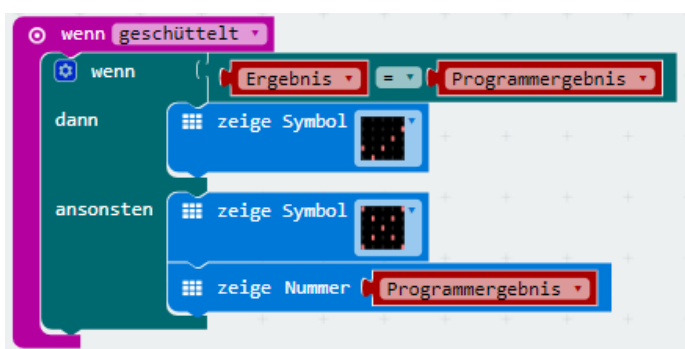 wenn geschüttelt
wenn Ergebnis = Programmergebnis
dann zeige Symbol
ansonsten zeige Symbol
zeige Nummer Programmergebnis